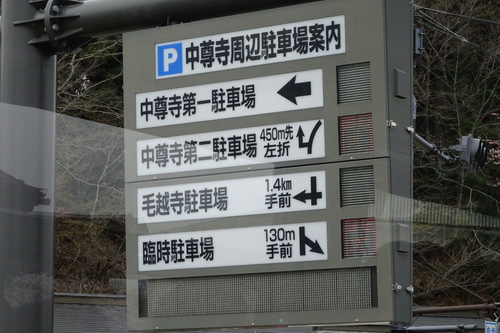 P 中尊寺周辺駐車場案内
中尊寺第一駐車場
中尊寺第二駐車場 450m先 左折
毛越寺駐車場 1.4km 手前
臨時駐車場 130m 手前